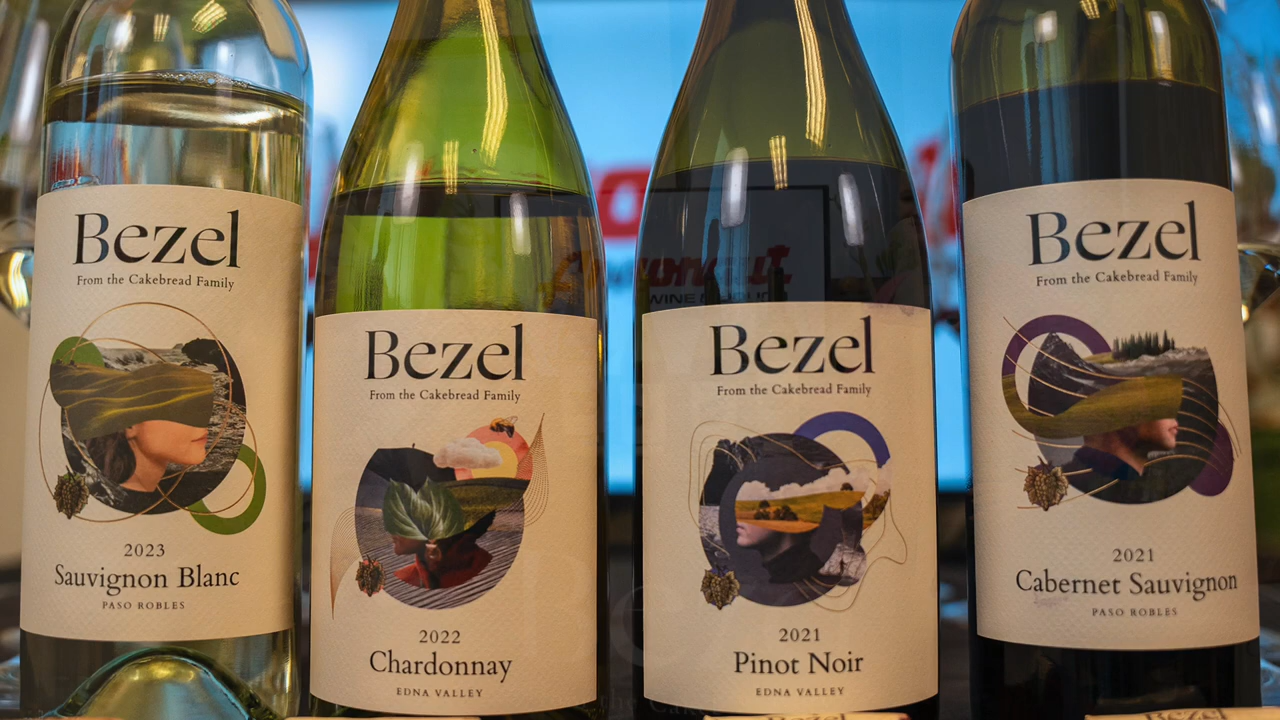 Bezel
From the Cakebread Family
2023
Sauvignon Blanc
PASO ROBLES
Bezel
From the Cakebread Family
2022
Chardonnay
EDNA VALLEY
Bezel
From the Cakebread Family
2021
Pinot Noir
EDNA VALLEY
Bezel
From the Cakebread Family
2021
Cabernet Sauvignon
PASO ROBLES